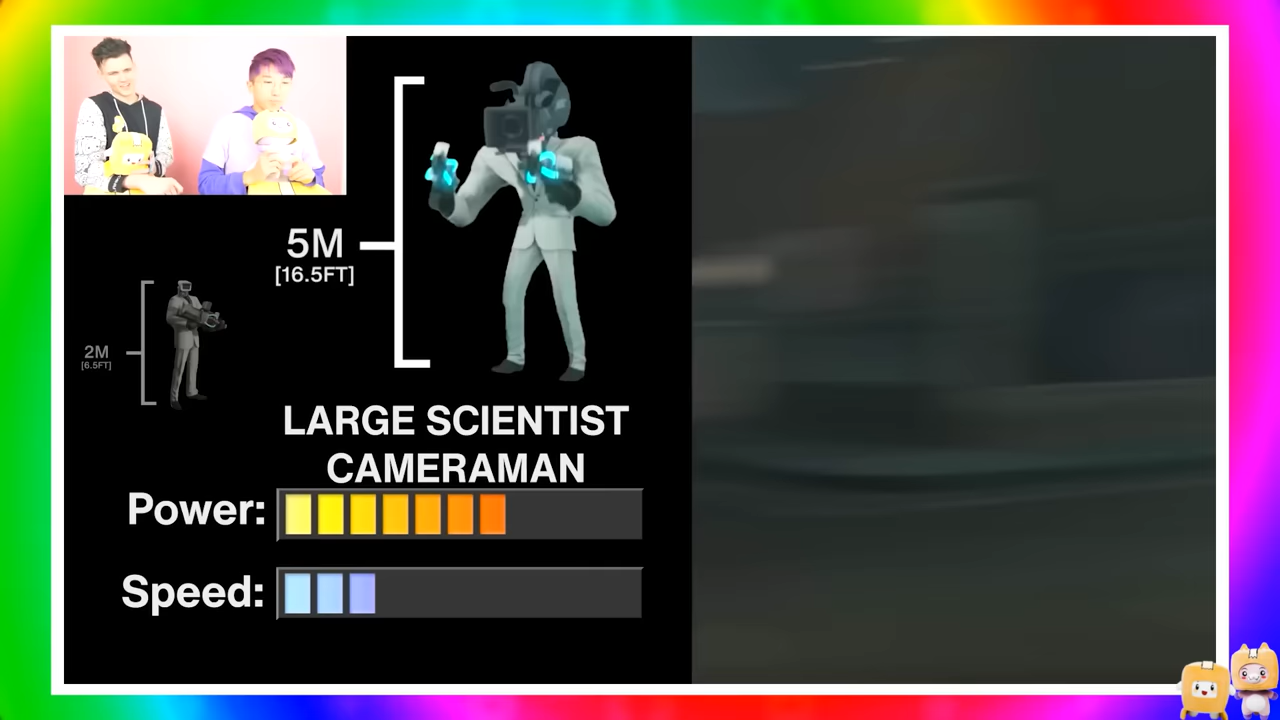 5M
[16.5FT]
2M
[6.5FT]
LARGE SCIENTIST
CAMERAMAN
Power:
Speed: